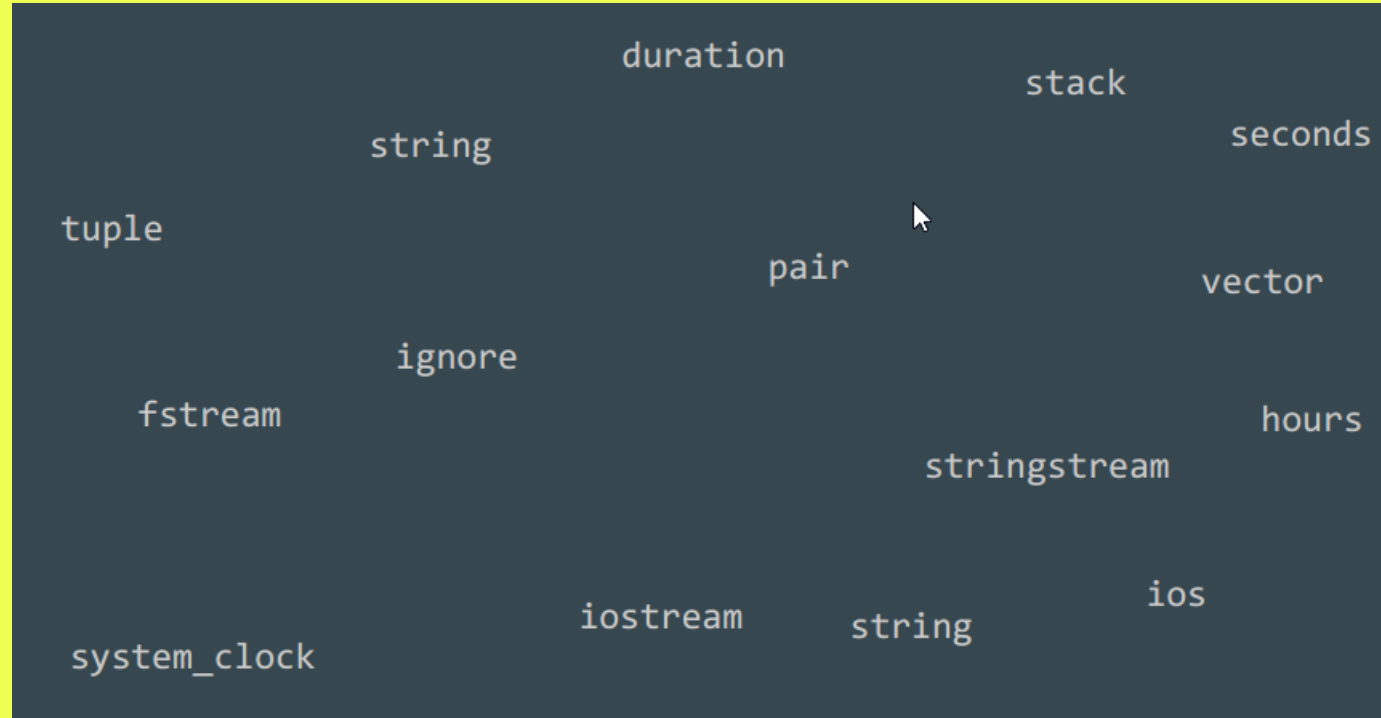 duration
stack
seconds
string
tuple
pair
vector
ignore
fstream
hours
stringstream
ios
iostream
string
system_clock